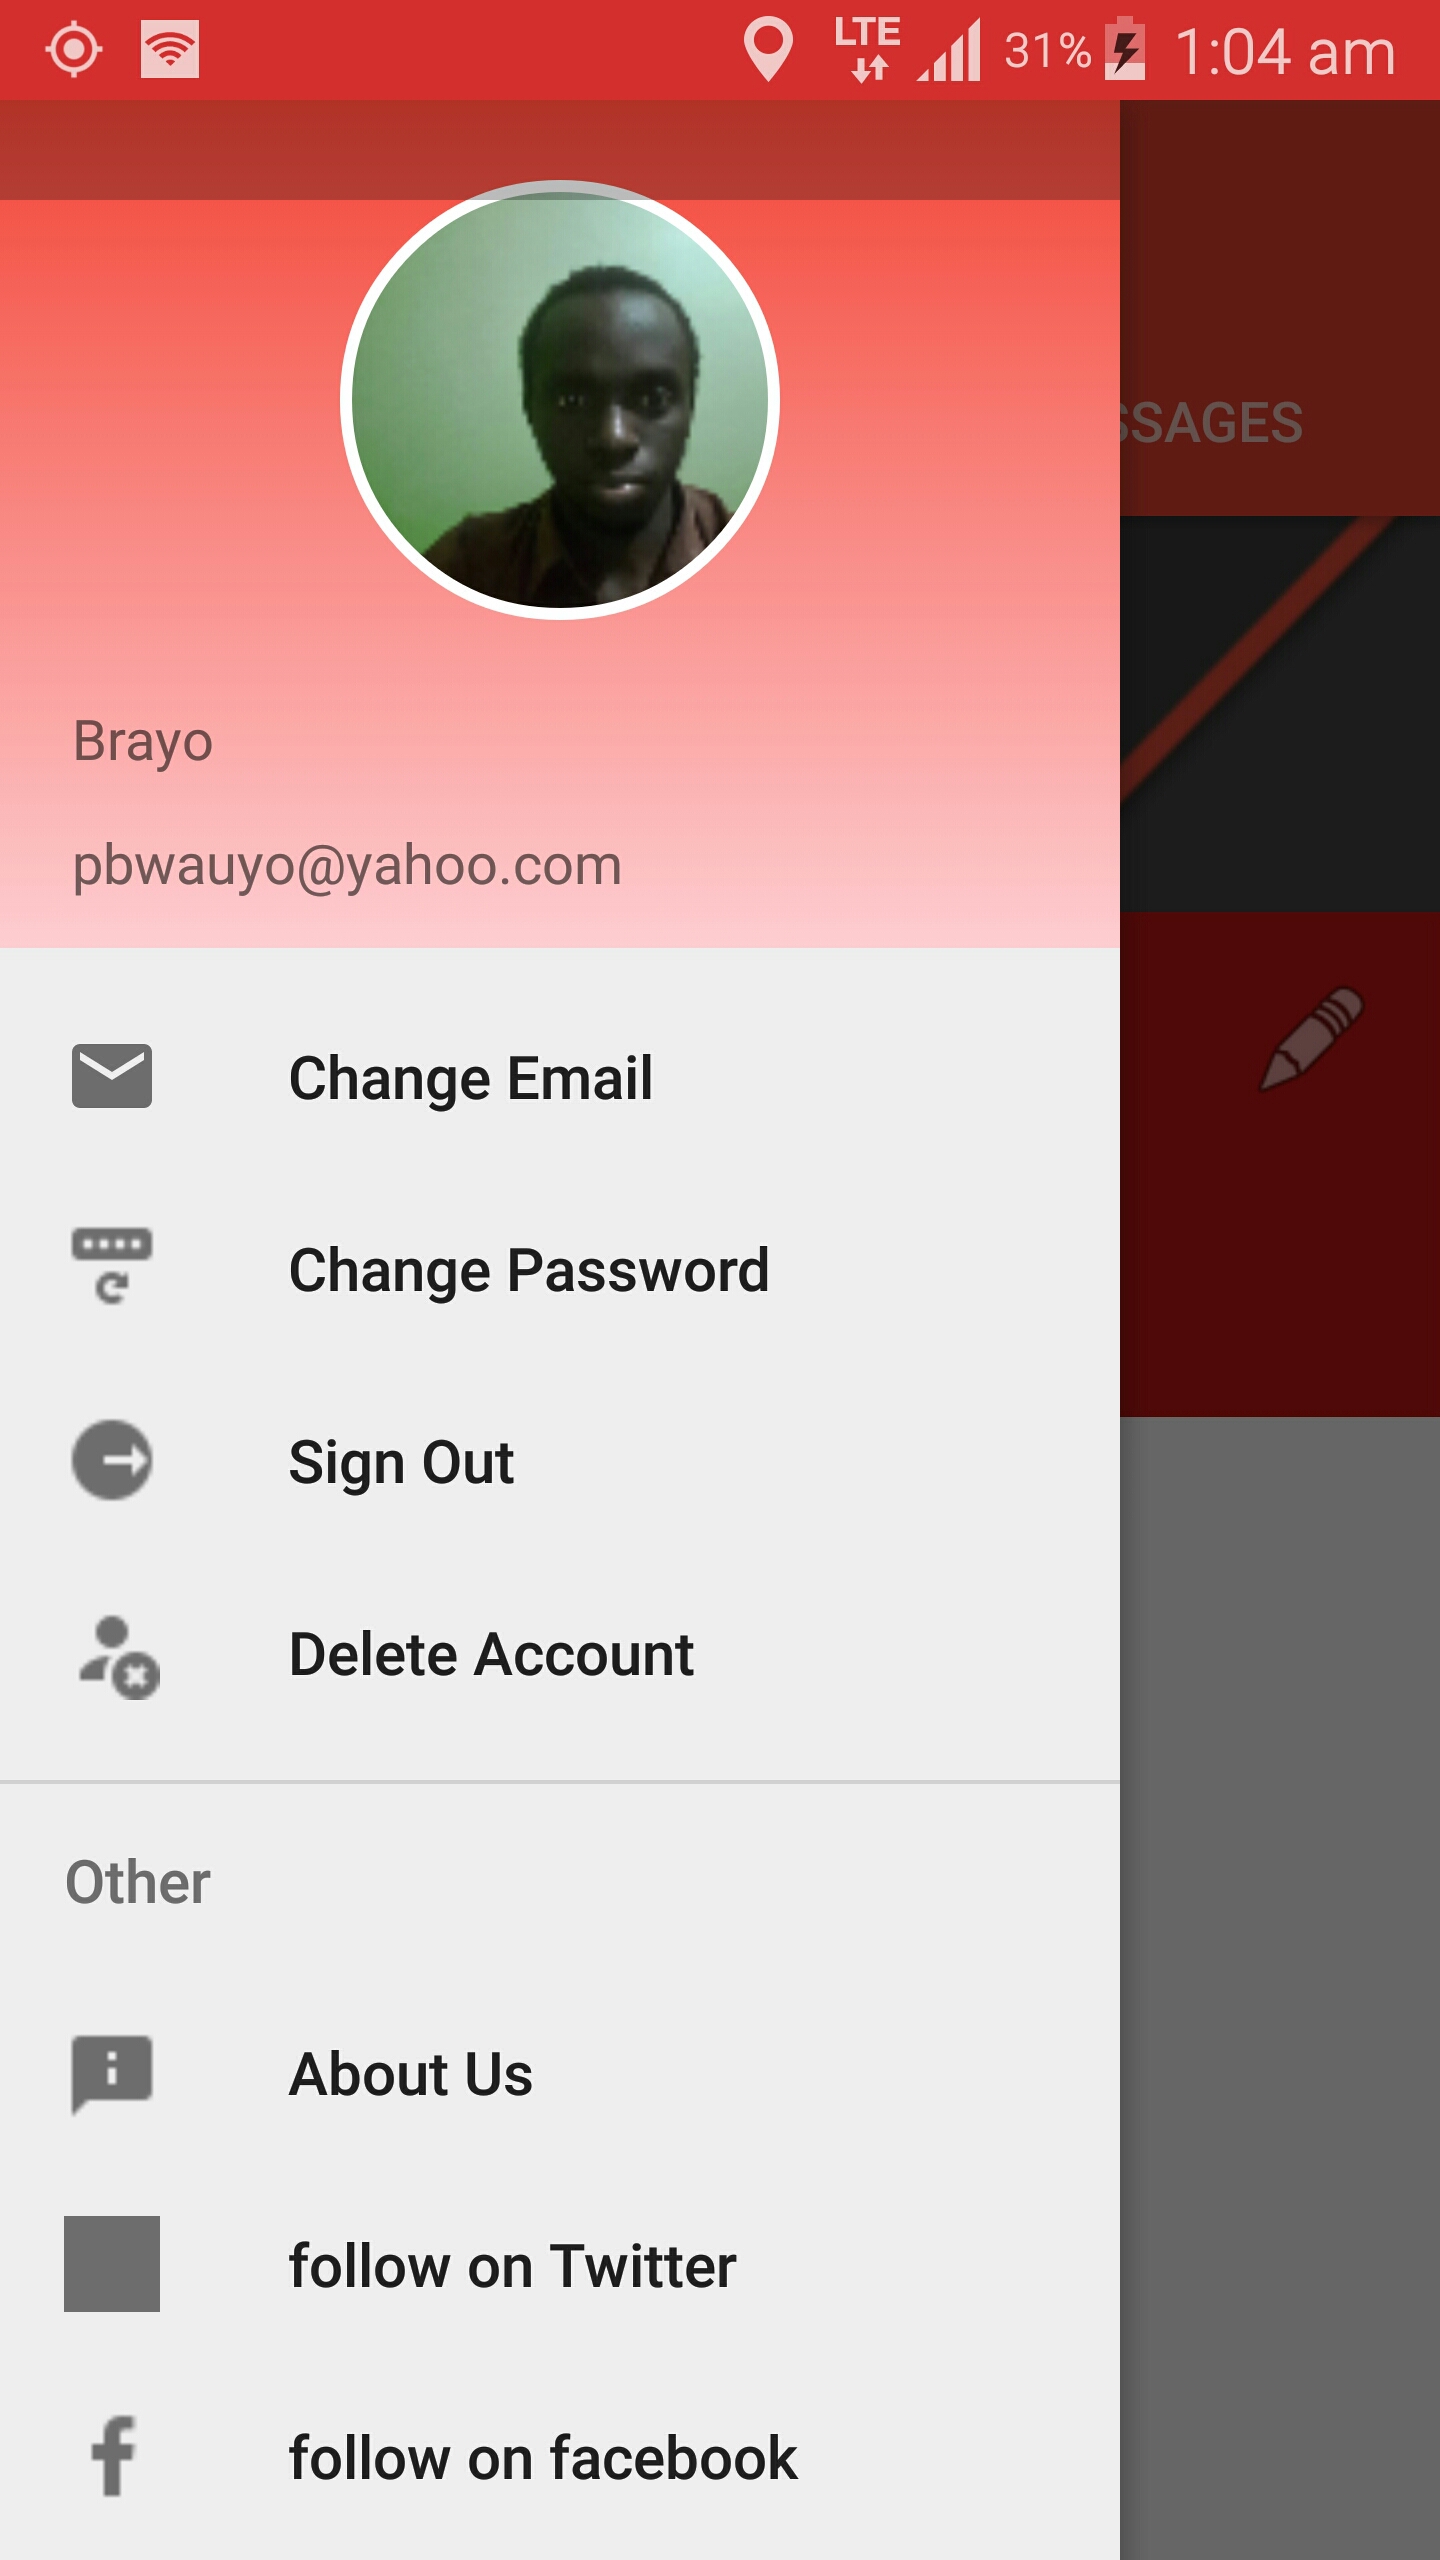 LTE 31% 1:04 am
SSAGES
Brayo
pbwauyo@yahoo.com
Change Email
Change Password
Sign Out
Delete Account
Other
About Us
follow on Twitter
follow on facebook